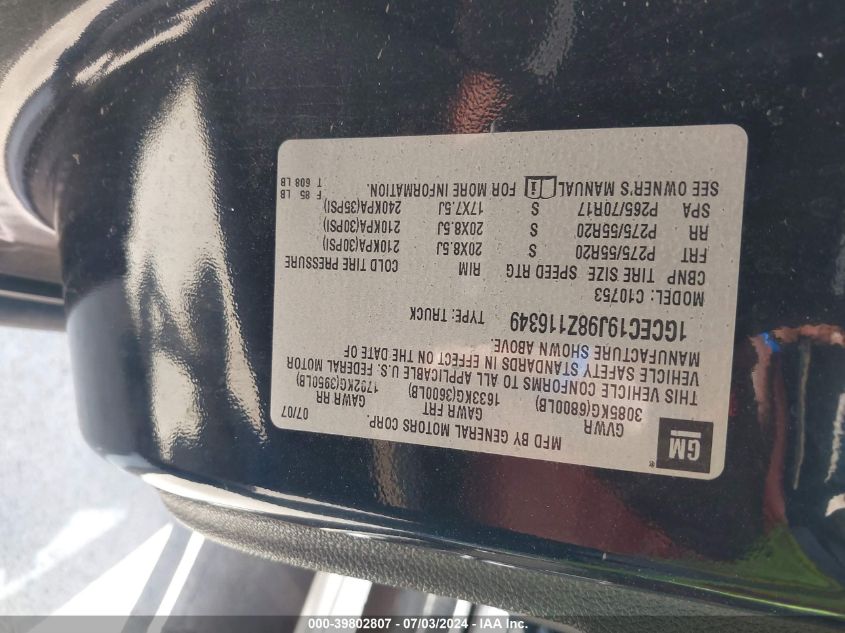 MFD BY GENERAL MOTORS CORP. 07/07
GM
GVWR GAWR FRT GAWR RR
3085KG(6800LB) 1633KG(3600LB) 1792KG(3950LB)
THIS VEHICLE CONFORMS TO ALL APPLICABLE U.S. FEDERAL MOTOR
VEHICLE SAFETY STANDARDS IN EFFECT ON THE DATE OF
MANUFACTURE SHOWN ABOVE.
1GCEC19J98Z116349 TYPE: TRUCK
MODEL: C10753
CBNP TIRE SIZE SPEED RTG RIM COLD TIRE PRESSURE
FRT P275/55R20 S 20X8.5J 210KPA(30PSI)
RR P275/55R20 S 20X8.5J 210KPA(30PSI)
SPA P265/70R17 S 17X7.5J 240KPA(35PSI)
SEE OWNER'S MANUAL FOR MORE INFORMATION.
F 85 LB
T 608 LB
000-39802807 - 07/03/2024 - IAA Inc.